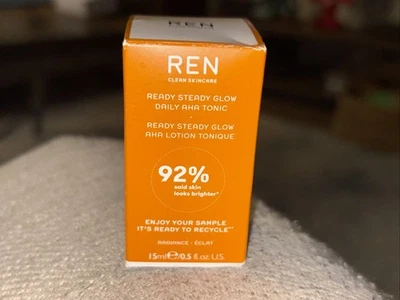 REN
CLEAN SKINCARE
READY STEADY GLOW
DAILY AHA TONIC
READY STEADY GLOW
AHA LOTION TONIQUE
92%
said skin
looks brighter*
ENJOY YOUR SAMPLE
IT'S READY TO RECYCLE**
RADIANCE • ÉCLAT
15ml ℮/0.5 fl.oz. U.S.